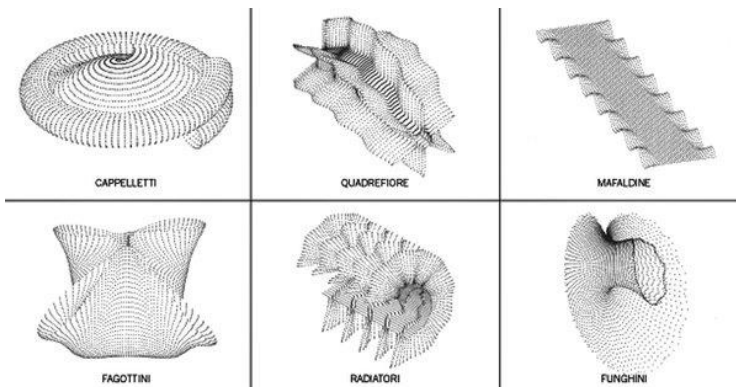 CAPPELLETTI
QUADREFIORE
MAFALDINE
FAGOTTINI
RADIATORI
FUNGHINI